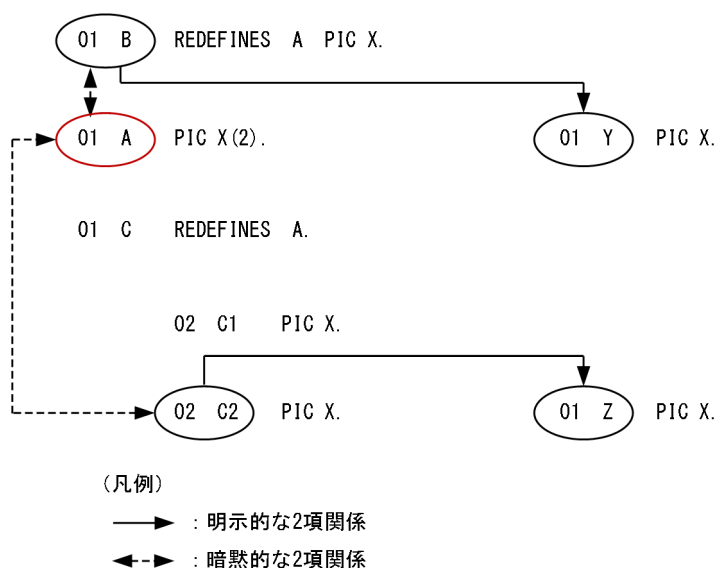 01 B REDEFINES A PIC X.
01 A PIC X(2). 01 Y PIC X.
01 C REDEFINES A.
02 C1 PIC X.
02 C2 PIC X. 01 Z PIC X.
(凡例)
：明示的な2項関係
：暗黙的な2項関係